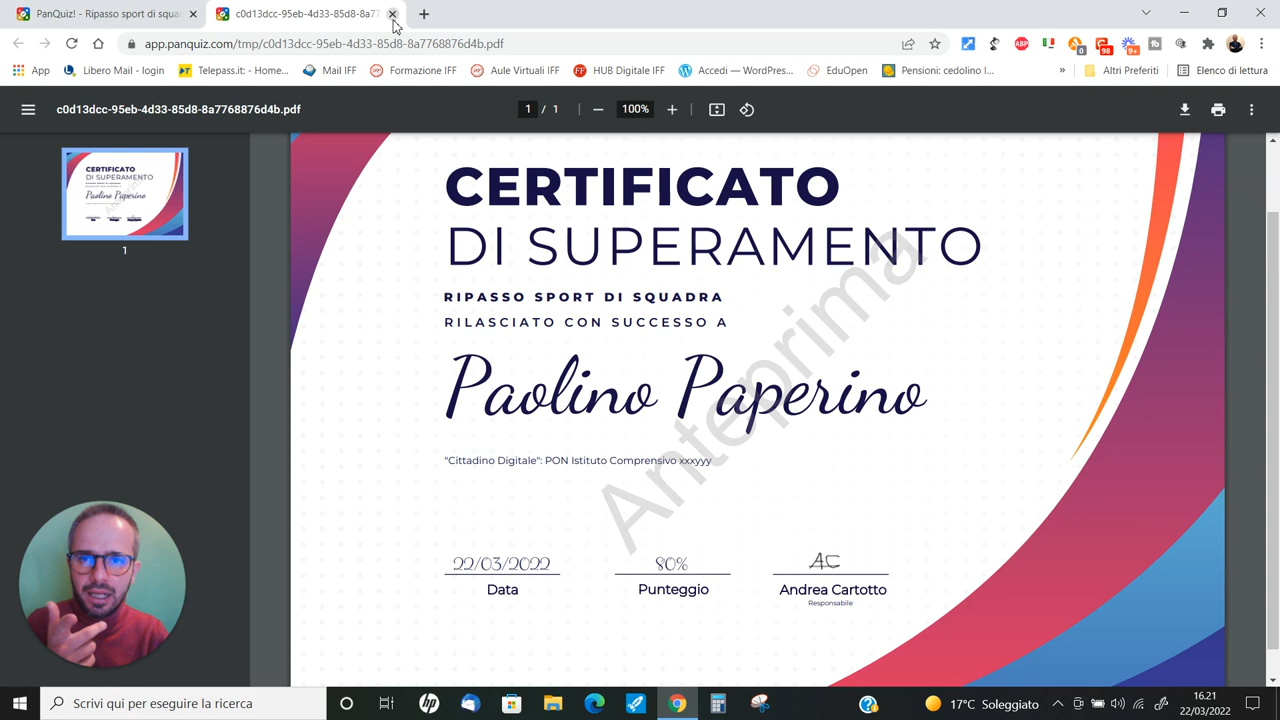 PanQuiz! - Ripasso sport di squa
c0d13dcc-95eb-4d33-85d8-8a77
app.panquiz.com/tmp/c0d13dcc-95eb-4d33-85d8-8a7768876d4b.pdf
ABP
0
98
9+
App
Libero Mail - login
Telepass.it: - Home...
Mail IFF
Formazione IFF
Aule Virtuali IFF
HUB Digitale IFF
Accedi — WordPres...
EduOpen
Pensioni: cedolino I...
»
Altri Preferiti
Elenco di lettura
c0d13dcc-95eb-4d33-85d8-8a7768876d4b.pdf
1 / 1
100%
CERTIFICATO
DI SUPERAMENTO
RIPASSO SPORT DI SQUADRA
RILASCIATO CON SUCCESSO A
Paolino Paperino
"Cittadino Digitale": PON Istituto Comprensivo xxxyyy
Anteprima
22/03/2022
80%
AC
Data
Punteggio
Andrea Cartotto
Responsabile
1
Scrivi qui per eseguire la ricerca
17°C Soleggiato
16.21
22/03/2022